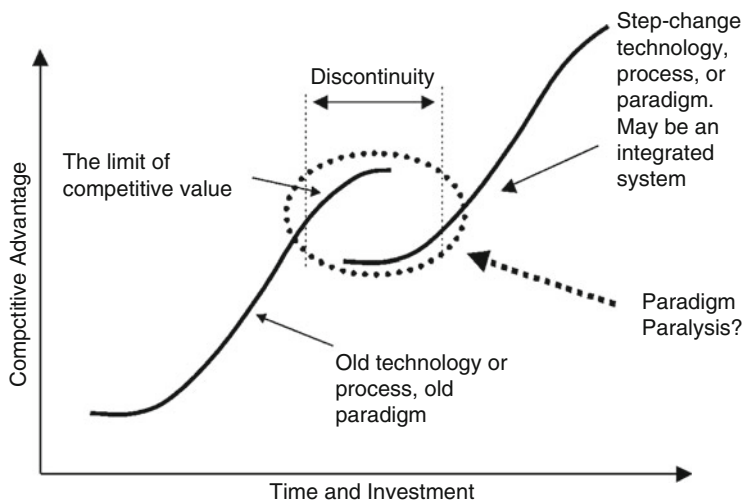 Step-change
technology,
process, or
paradigm.
May be an
integrated
system
Discontinuity
The limit of
competitive value
Paradigm
Paralysis?
Old technology or
process, old
paradigm
Compctitive Advantage
Time and Investment